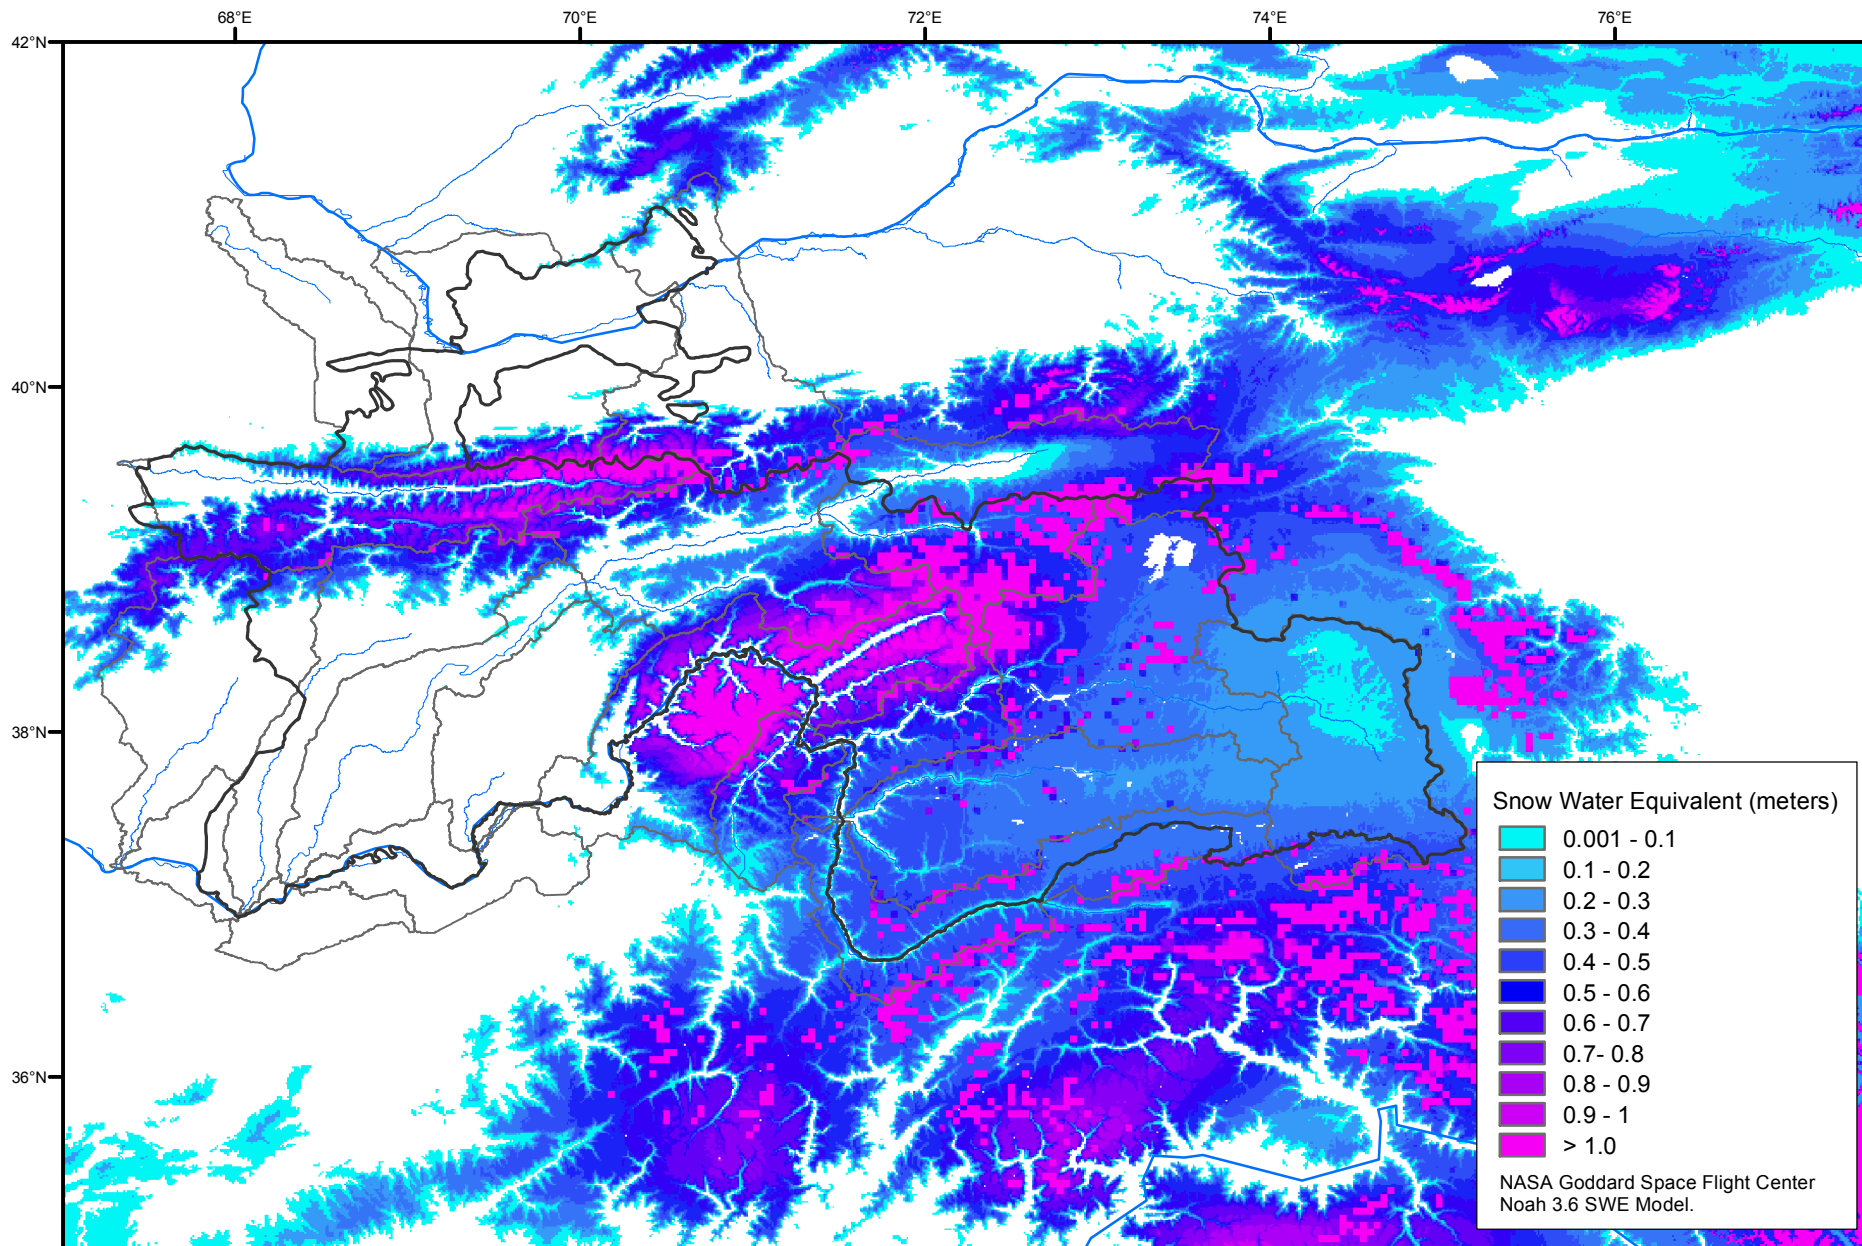 68°E
70°E
72°E
74°E
76°E
42°N
40°N
38°N
36°N
Snow Water Equivalent (meters)
0.001 - 0.1
0.1 - 0.2
0.2 - 0.3
0.3 - 0.4
0.4 - 0.5
0.5 - 0.6
0.6 - 0.7
0.7- 0.8
0.8 - 0.9
0.9 - 1
> 1.0
NASA Goddard Space Flight Center
Noah 3.6 SWE Model.